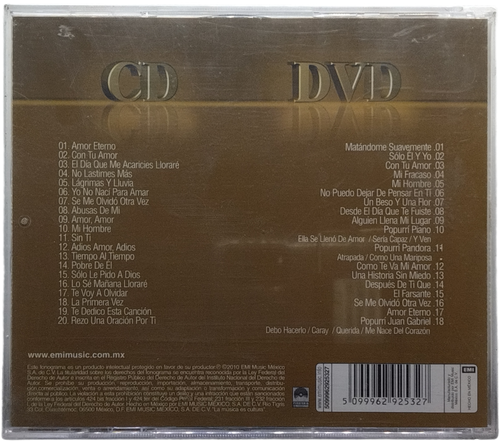 CD DVD
01. Amor Eterno
02. Con Tu Amor
03. El Día Que Me Acaricies Lloraré
04. No Lastimes Más
05. Lágrimas Y Lluvia
06. Yo No Nací Para Amar
07. Se Me Olvidó Otra Vez
08. Abusas De Mi
09. Amor, Amor
10. Mi Hombre
11. Sin Ti
12. Adios Amor, Adios
13. Tiempo Al Tiempo
14. Pobre De El
15. Sólo Le Pido A Dios
16. Lo Sé Mañana Lloraré
17. Te Voy A Olvidar
18. La Primera Vez
19. Te Dedico Esta Canción
20. Rezo Una Oración Por Ti
Matándome Suavemente .01
Sólo Él Y Yo .02
Con Tu Amor .03
Mi Fracaso .04
Mi Hombre .05
No Puedo Dejar De Pensar En Ti .06
Un Beso Y Una Flor .07
Desde El Día Que Te Fuiste .08
Alguien Llena Mi Lugar .09
Popurrí Piano .10
Ella Se Llenó De Amor / Sería Capaz / Y Ven
Popurrí Pandora .14
Atrapada / Como Una Mariposa
Como Te Va Mi Amor .12
Una Historia Sin Miedo .13
Después De Ti Que .14
El Farsante .15
Se Me Olvidó Otra Vez .16
Amor Eterno .17
Popurrí Juan Gabriel .18
Debo Hacerlo / Caray / Querida / Me Nace Del Corazón
www.emimusic.com.mx
EMI
5099962925327
5 099962 925327